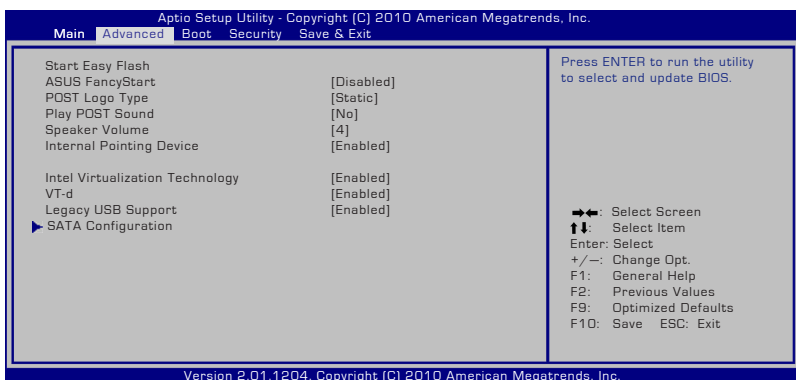 Aptio Setup Utility - Copyright (C) 2010 American Megatrends, Inc.
Main Advanced Boot Security Save & Exit
Start Easy Flash
ASUS FancyStart [Disabled]
POST Logo Type [Static]
Play POST Sound [No]
Speaker Volume [4]
Internal Pointing Device [Enabled]
Intel Virtualization Technology [Enabled]
VT-d [Enabled]
Legacy USB Support [Enabled]
SATA Configuration
Press ENTER to run the utility
to select and update BIOS.
→←: Select Screen
↑↓: Select Item
Enter: Select
+/—: Change Opt.
F1: General Help
F2: Previous Values
F9: Optimized Defaults
F10: Save ESC: Exit
Version 2.01.1204. Copyright (C) 2010 American Megatrends, Inc.